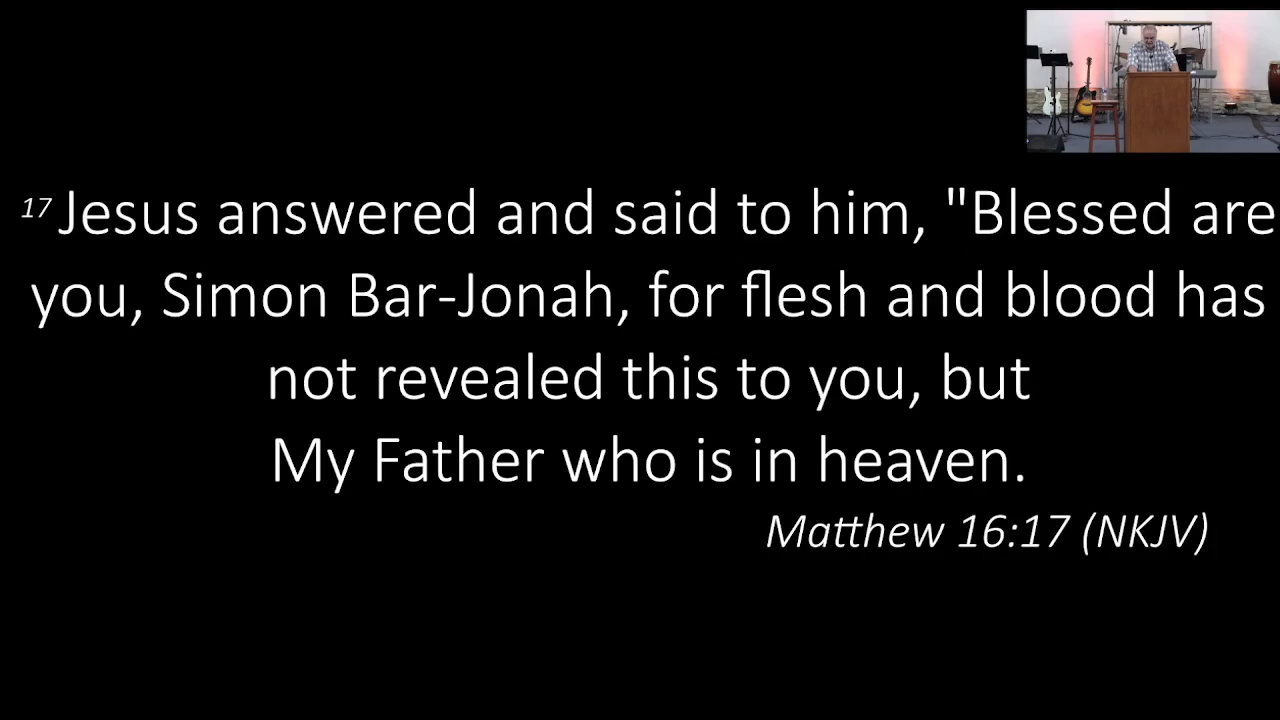 17 Jesus answered and said to him, "Blessed are
you, Simon Bar-Jonah, for flesh and blood has
not revealed this to you, but
My Father who is in heaven.
Matthew 16:17 (NKJV)